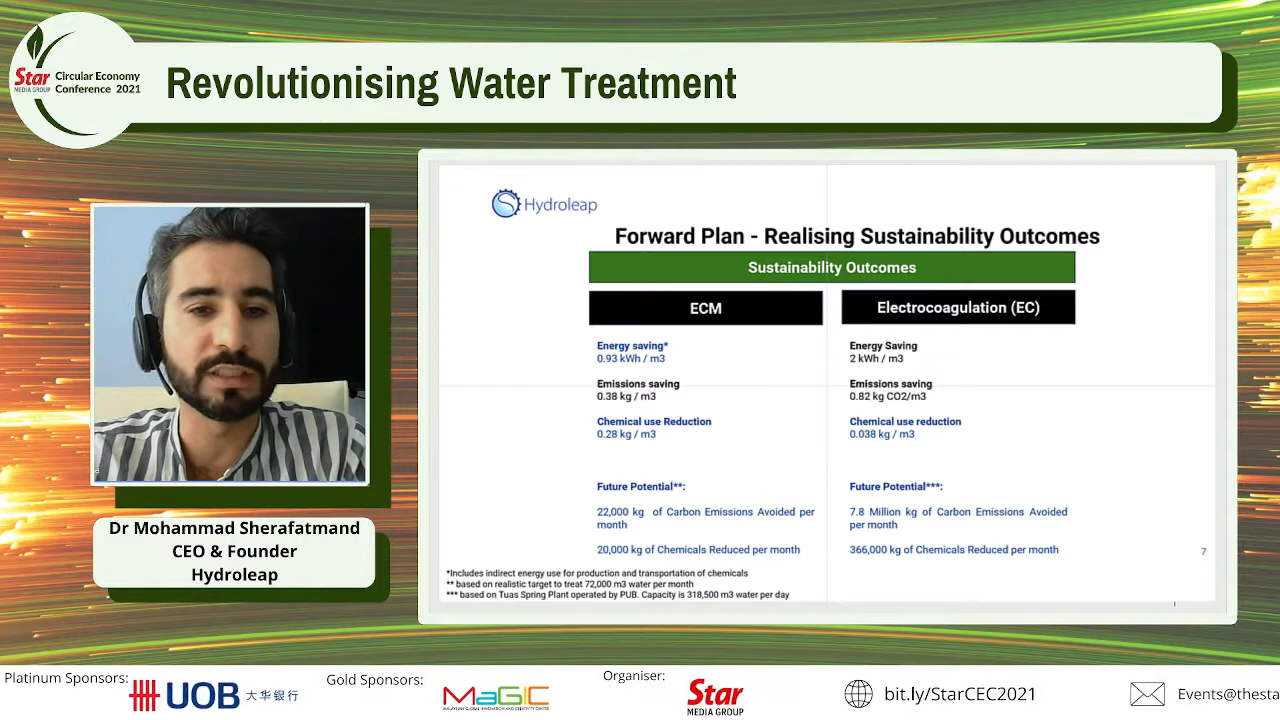 Star
MEDIA GROUP
Circular Economy
Conference 2021
Revolutionising Water Treatment
Hydroleap
Forward Plan - Realising Sustainability Outcomes
Sustainability Outcomes
ECM
Electrocoagulation (EC)
Energy saving*
0.93 kWh / m3
Emissions saving
0.38 kg / m3
Chemical use Reduction
0.28 kg / m3
Future Potential**:
22,000 kg of Carbon Emissions Avoided per
month
20,000 kg of Chemicals Reduced per month
Energy Saving
2 kWh / m3
Emissions saving
0.82 kg CO2/m3
Chemical use reduction
0.038 kg / m3
Future Potential***:
7.8 Million kg of Carbon Emissions Avoided
per month
366,000 kg of Chemicals Reduced per month
7
*Includes indirect energy use for production and transportation of chemicals
** based on realistic target to treat 72,000 m3 water per month
*** based on Tuas Spring Plant operated by PUB. Capacity is 318,500 m3 water per day
Dr Mohammad Sherafatmand
CEO & Founder
Hydroleap
Platinum Sponsors:
UOB 大华银行
Gold Sponsors:
MaGIC
MALAYSIAN GLOBAL INNOVATION AND CREATIVITY CENTRE
Organiser:
Star
MEDIA GROUP
bit.ly/StarCEC2021
Events@thesta